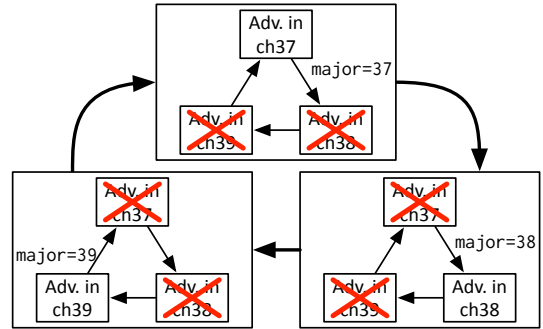 Adv. in
ch37
major=37
Adv. in
ch39
Adv. in
ch38
Adv. in
ch37
major=39
Adv. in
ch39
Adv. in
ch38
Adv. in
ch37
major=38
Adv. in
ch39
Adv. in
ch38